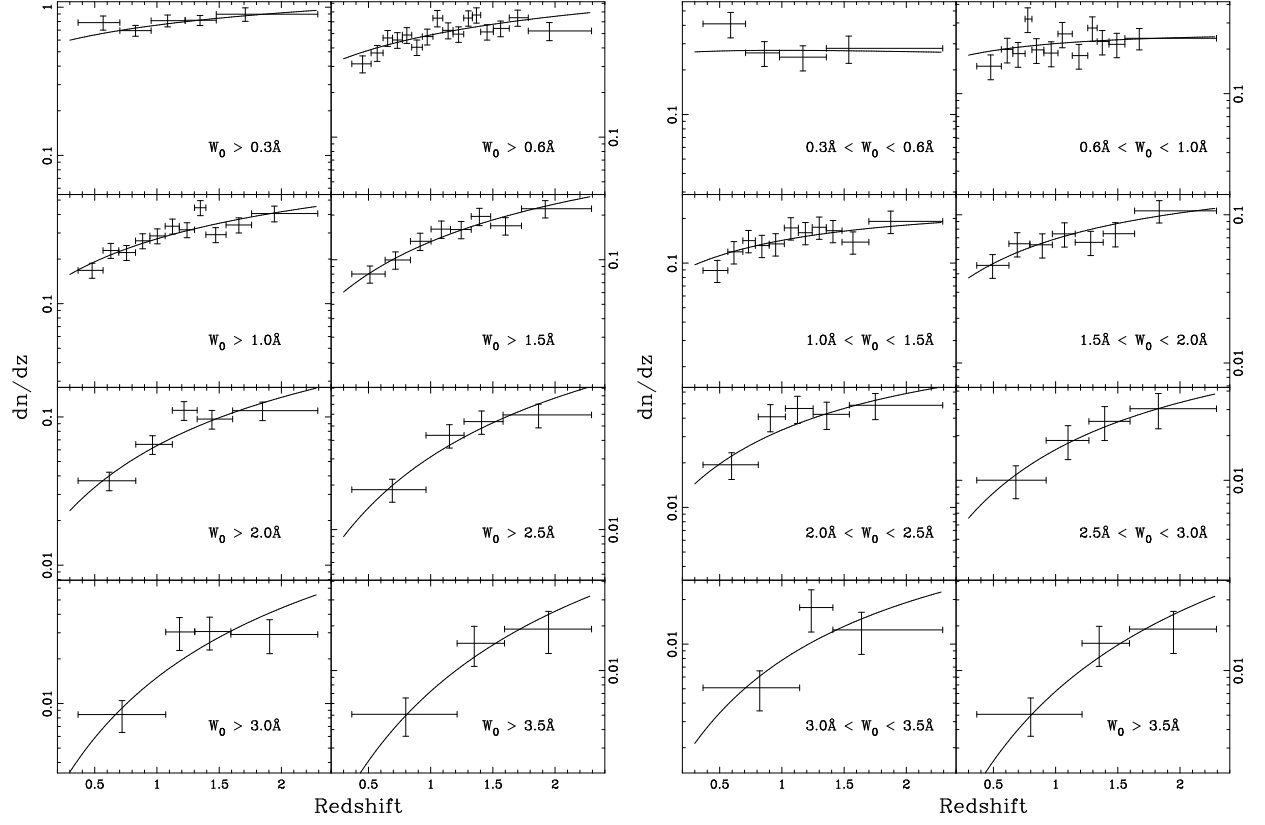 1
0.1
W0 > 0.3Å
W0 > 0.6Å
0.1
0.1
0.3Å < W0 < 0.6Å
0.6Å < W0 < 1.0Å
0.1
0.1
W0 > 1.0Å
W0 > 1.5Å
0.1
0.1
1.0Å < W0 < 1.5Å
1.5Å < W0 < 2.0Å
0.1
0.01
dn/dz
dn/dz
0.1
0.01
W0 > 2.0Å
W0 > 2.5Å
0.01
0.01
2.0Å < W0 < 2.5Å
2.5Å < W0 < 3.0Å
0.01
0.01
W0 > 3.0Å
W0 > 3.5Å
0.01
0.01
3.0Å < W0 < 3.5Å
W0 > 3.5Å
0.01
0.5 1 1.5 2 0.5 1 1.5 2
0.5 1 1.5 2 0.5 1 1.5 2
Redshift
Redshift